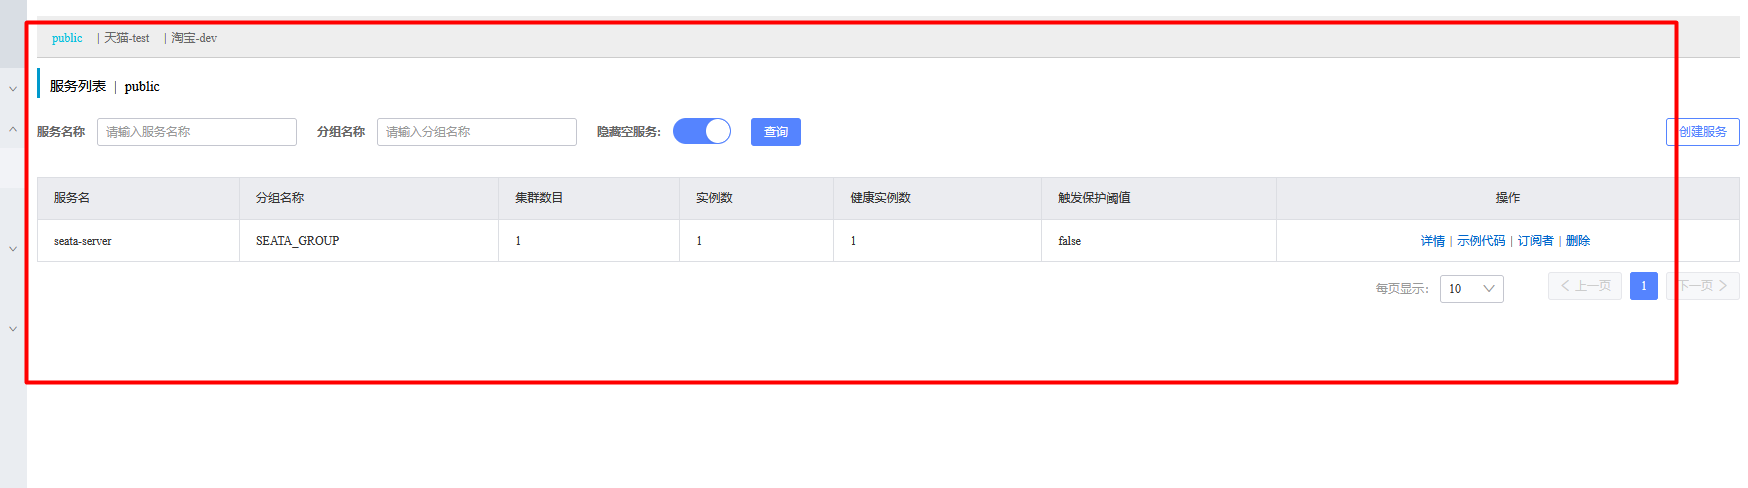 public | 天猫-test | 淘宝-dev
服务列表 | public
服务名称 请输入服务名称 分组名称 请输入分组名称 隐藏空服务: 查询 创建服务
服务名 分组名称 集群数目 实例数 健康实例数 触发保护阈值 操作
seata-server SEATA_GROUP 1 1 1 false 详情 | 示例代码 | 订阅者 | 删除
每页显示: 10 上一页 1 下一页